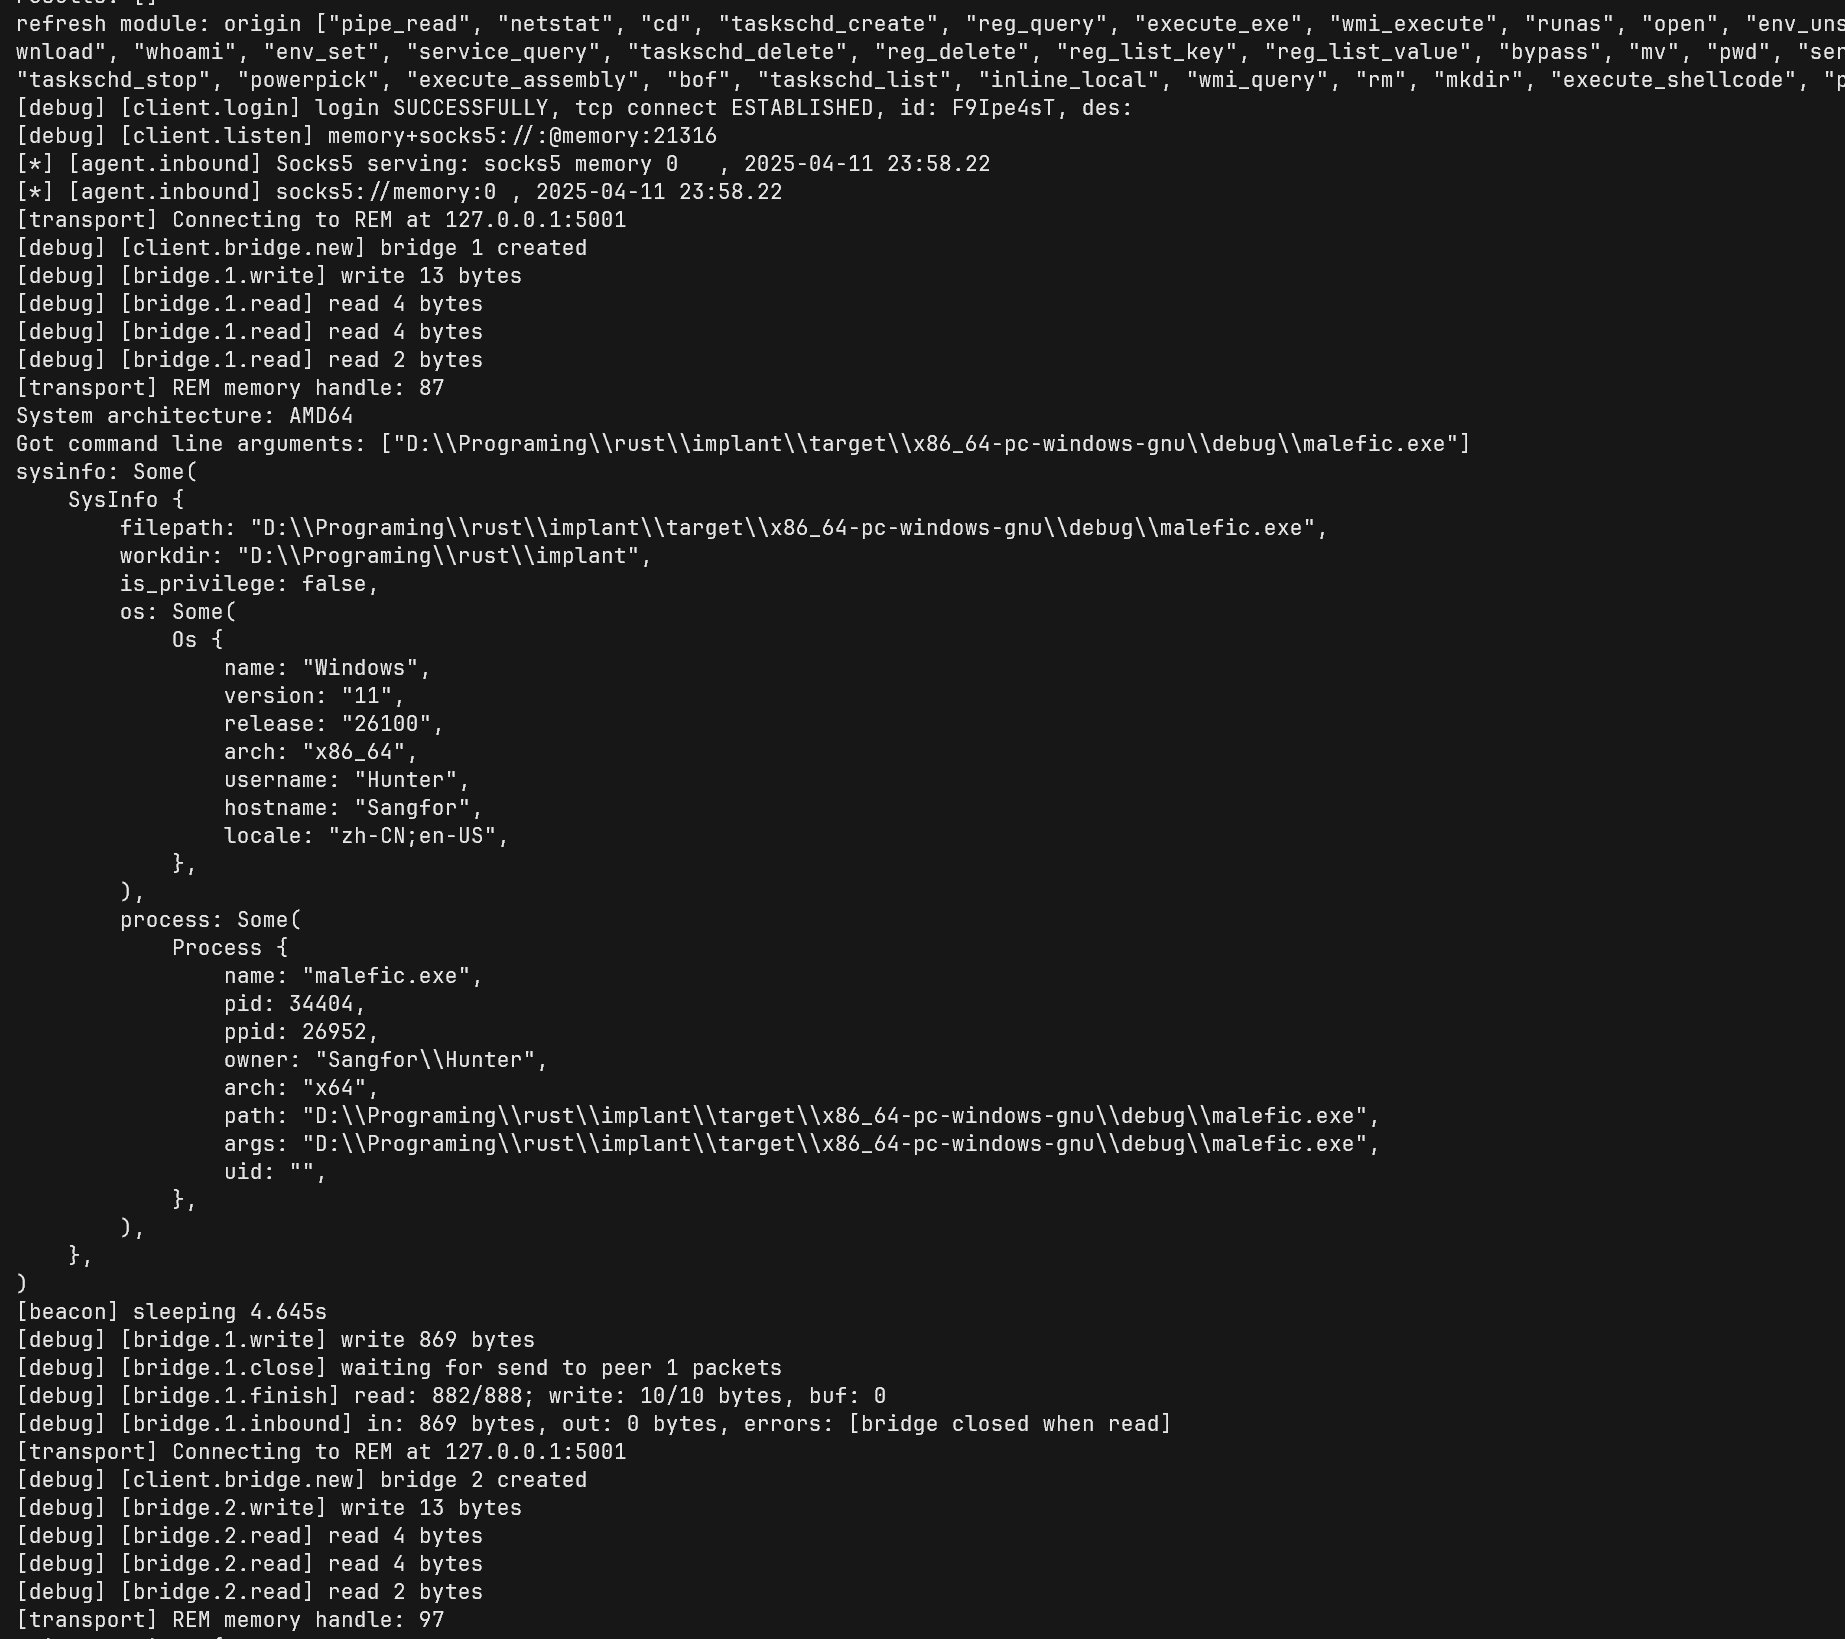 results: []
refresh module: origin ["pipe_read", "netstat", "cd", "taskschd_create", "reg_query", "execute_exe", "wmi_execute", "runas", "open", "env_uns
wnload", "whoami", "env_set", "service_query", "taskschd_delete", "reg_delete", "reg_list_key", "reg_list_value", "bypass", "mv", "pwd", "ser
"taskschd_stop", "powerpick", "execute_assembly", "bof", "taskschd_list", "inline_local", "wmi_query", "rm", "mkdir", "execute_shellcode", "p
[debug] [client.login] login SUCCESSFULLY, tcp connect ESTABLISHED, id: F9Ipe4sT, des:
[debug] [client.listen] memory+socks5://:@memory:21316
[*] [agent.inbound] Socks5 serving: socks5 memory 0   , 2025-04-11 23:58.22
[*] [agent.inbound] socks5://memory:0 , 2025-04-11 23:58.22
[transport] Connecting to REM at 127.0.0.1:5001
[debug] [client.bridge.new] bridge 1 created
[debug] [bridge.1.write] write 13 bytes
[debug] [bridge.1.read] read 4 bytes
[debug] [bridge.1.read] read 4 bytes
[debug] [bridge.1.read] read 2 bytes
[transport] REM memory handle: 87
System architecture: AMD64
Got command line arguments: ["D:\\Programing\\rust\\implant\\target\\x86_64-pc-windows-gnu\\debug\\malefic.exe"]
sysinfo: Some(
    SysInfo {
        filepath: "D:\\Programing\\rust\\implant\\target\\x86_64-pc-windows-gnu\\debug\\malefic.exe",
        workdir: "D:\\Programing\\rust\\implant",
        is_privilege: false,
        os: Some(
            Os {
                name: "Windows",
                version: "11",
                release: "26100",
                arch: "x86_64",
                username: "Hunter",
                hostname: "Sangfor",
                locale: "zh-CN;en-US",
            },
        ),
        process: Some(
            Process {
                name: "malefic.exe",
                pid: 34404,
                ppid: 26952,
                owner: "Sangfor\\Hunter",
                arch: "x64",
                path: "D:\\Programing\\rust\\implant\\target\\x86_64-pc-windows-gnu\\debug\\malefic.exe",
                args: "D:\\Programing\\rust\\implant\\target\\x86_64-pc-windows-gnu\\debug\\malefic.exe",
                uid: "",
            },
        ),
    },
)
[beacon] sleeping 4.645s
[debug] [bridge.1.write] write 869 bytes
[debug] [bridge.1.close] waiting for send to peer 1 packets
[debug] [bridge.1.finish] read: 882/888; write: 10/10 bytes, buf: 0
[debug] [bridge.1.inbound] in: 869 bytes, out: 0 bytes, errors: [bridge closed when read]
[transport] Connecting to REM at 127.0.0.1:5001
[debug] [client.bridge.new] bridge 2 created
[debug] [bridge.2.write] write 13 bytes
[debug] [bridge.2.read] read 4 bytes
[debug] [bridge.2.read] read 4 bytes
[debug] [bridge.2.read] read 2 bytes
[transport] REM memory handle: 97